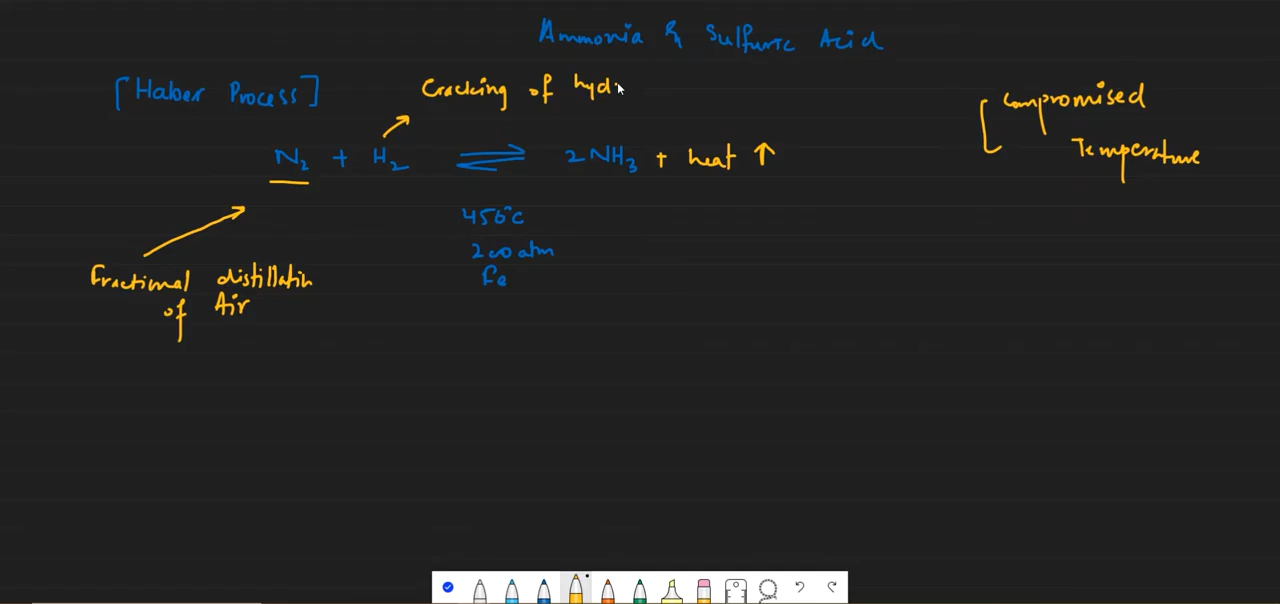 Ammonia & Sulfuric Acid
[Haber Process]
Cracking of hyd
Compromised
Temperature
N2 + H2 ⇌ 2NH3 + heat ↑
450°C
200 atm
Fe
Fractional distillatin
of Air